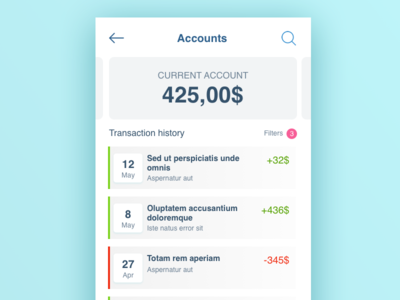 Accounts
CURRENT ACCOUNT
425,00$
Transaction history
Filters 3
12
May
Sed ut perspiciatis unde
omnis
Aspernatur aut
+32$
8
May
Oluptatem accusantium
doloremque
Iste natus error sit
+436$
27
Apr
Totam rem aperiam
Aspernatur aut
-345$